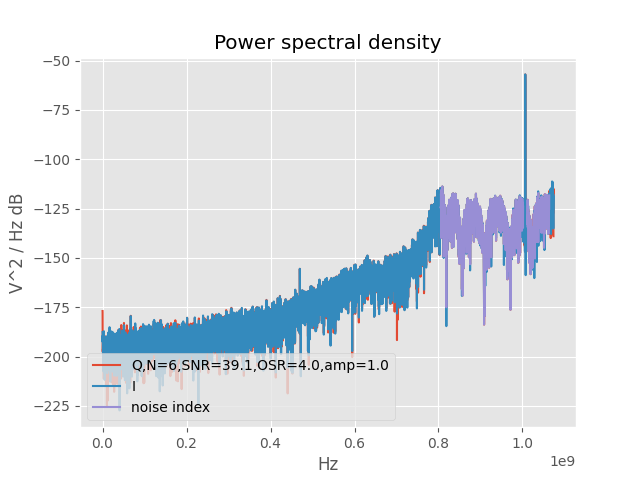 Power spectral density
V^2 / Hz dB
−50
−75
−100
−125
−150
−175
−200
−225
Q,N=6,SNR=39.1,OSR=4.0,amp=1.0
I
noise index
0.0 0.2 0.4 0.6 0.8 1.0
1e9
Hz